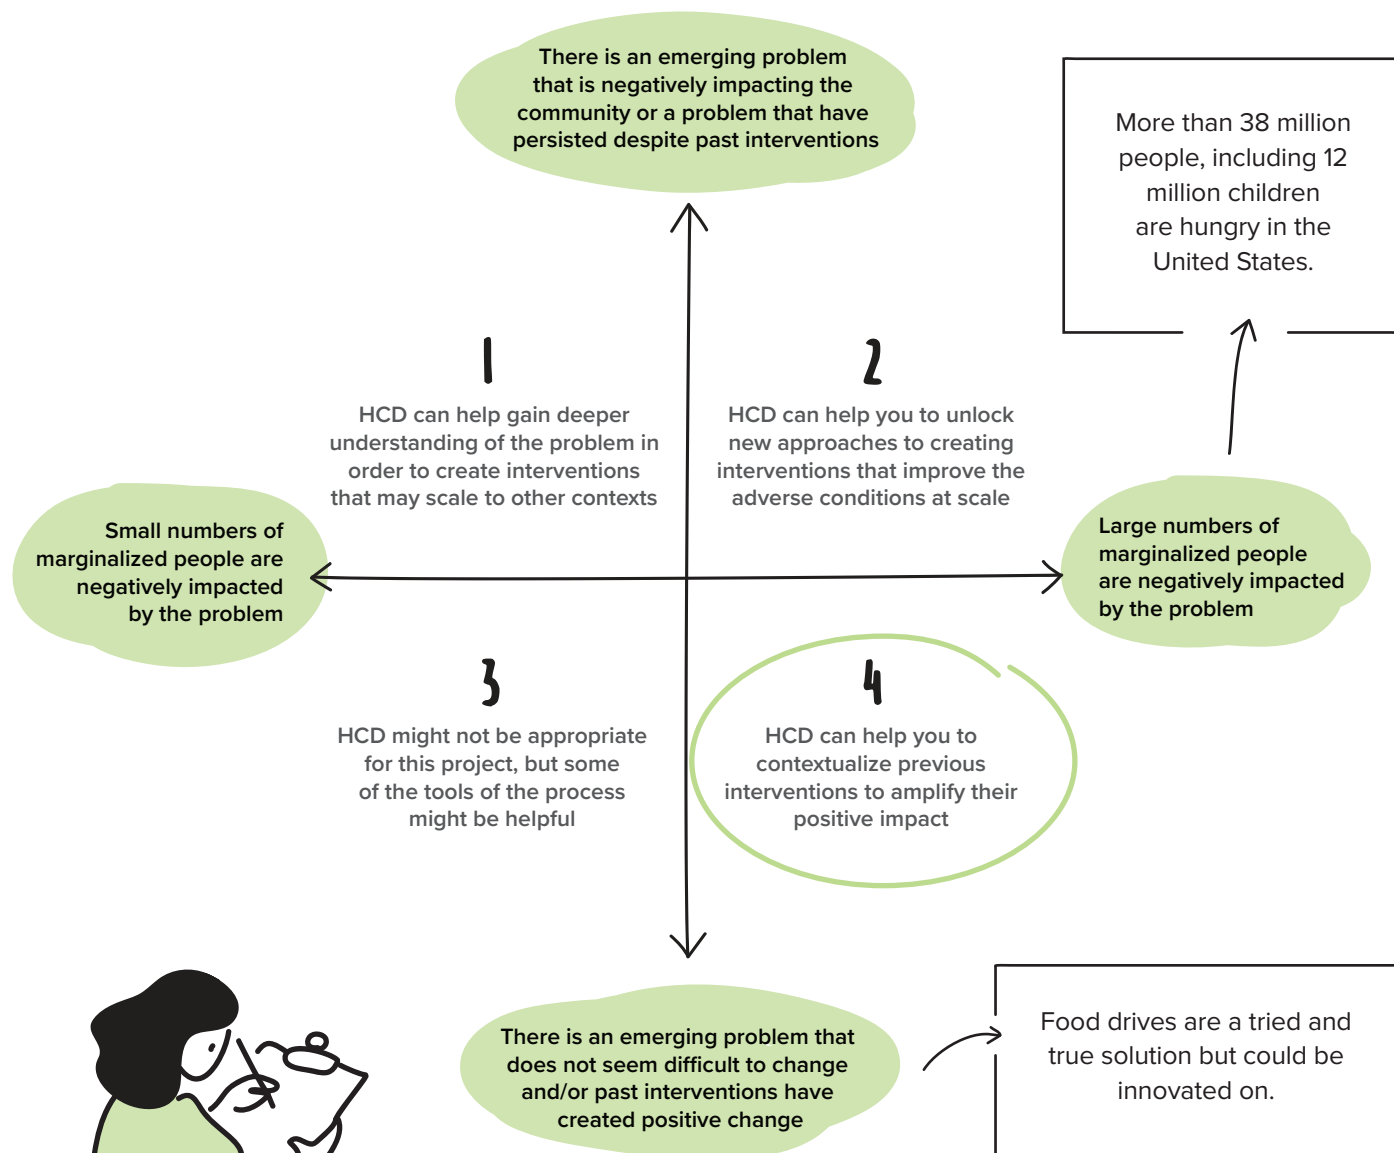 There is an emerging problem
that is negatively impacting the
community or a problem that have
persisted despite past interventions
More than 38 million
people, including 12
million children
are hungry in the
United States.
1
HCD can help gain deeper
understanding of the problem in
order to create interventions
that may scale to other contexts
2
HCD can help you to unlock
new approaches to creating
interventions that improve the
adverse conditions at scale
Small numbers of
marginalized people are
negatively impacted
by the problem
Large numbers of
marginalized people
are negatively impacted
by the problem
3
HCD might not be appropriate
for this project, but some
of the tools of the process
might be helpful
4
HCD can help you to
contextualize previous
interventions to amplify their
positive impact
There is an emerging problem that
does not seem difficult to change
and/or past interventions have
created positive change
Food drives are a tried and
true solution but could be
innovated on.